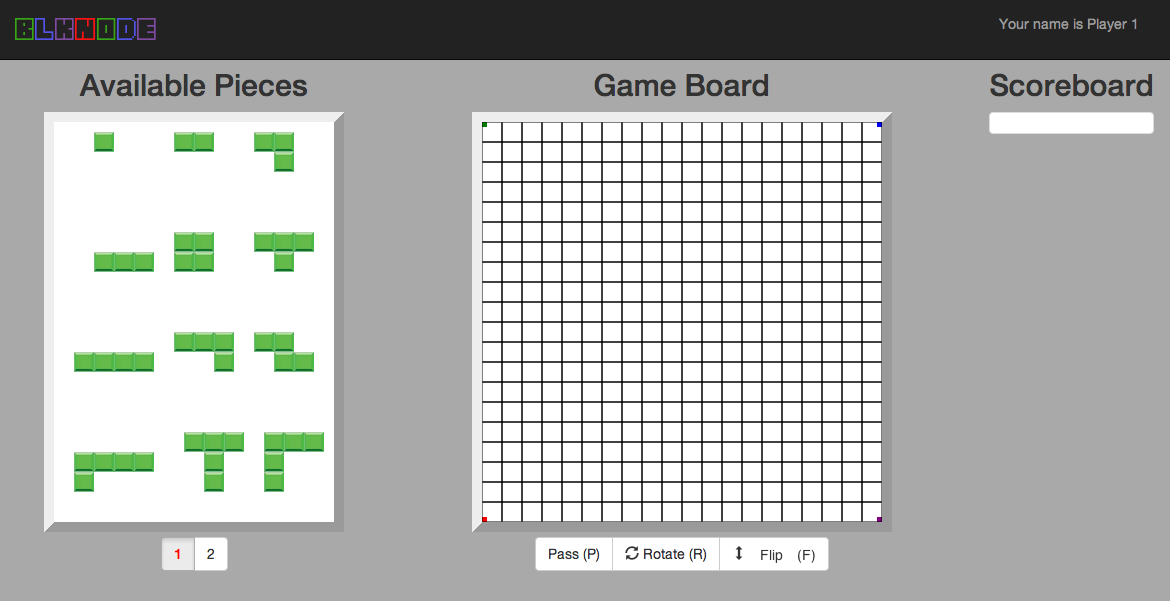 BLKNODE
Your name is Player 1
Available Pieces
Game Board
Scoreboard
1 2
Pass (P) Rotate (R) Flip (F)